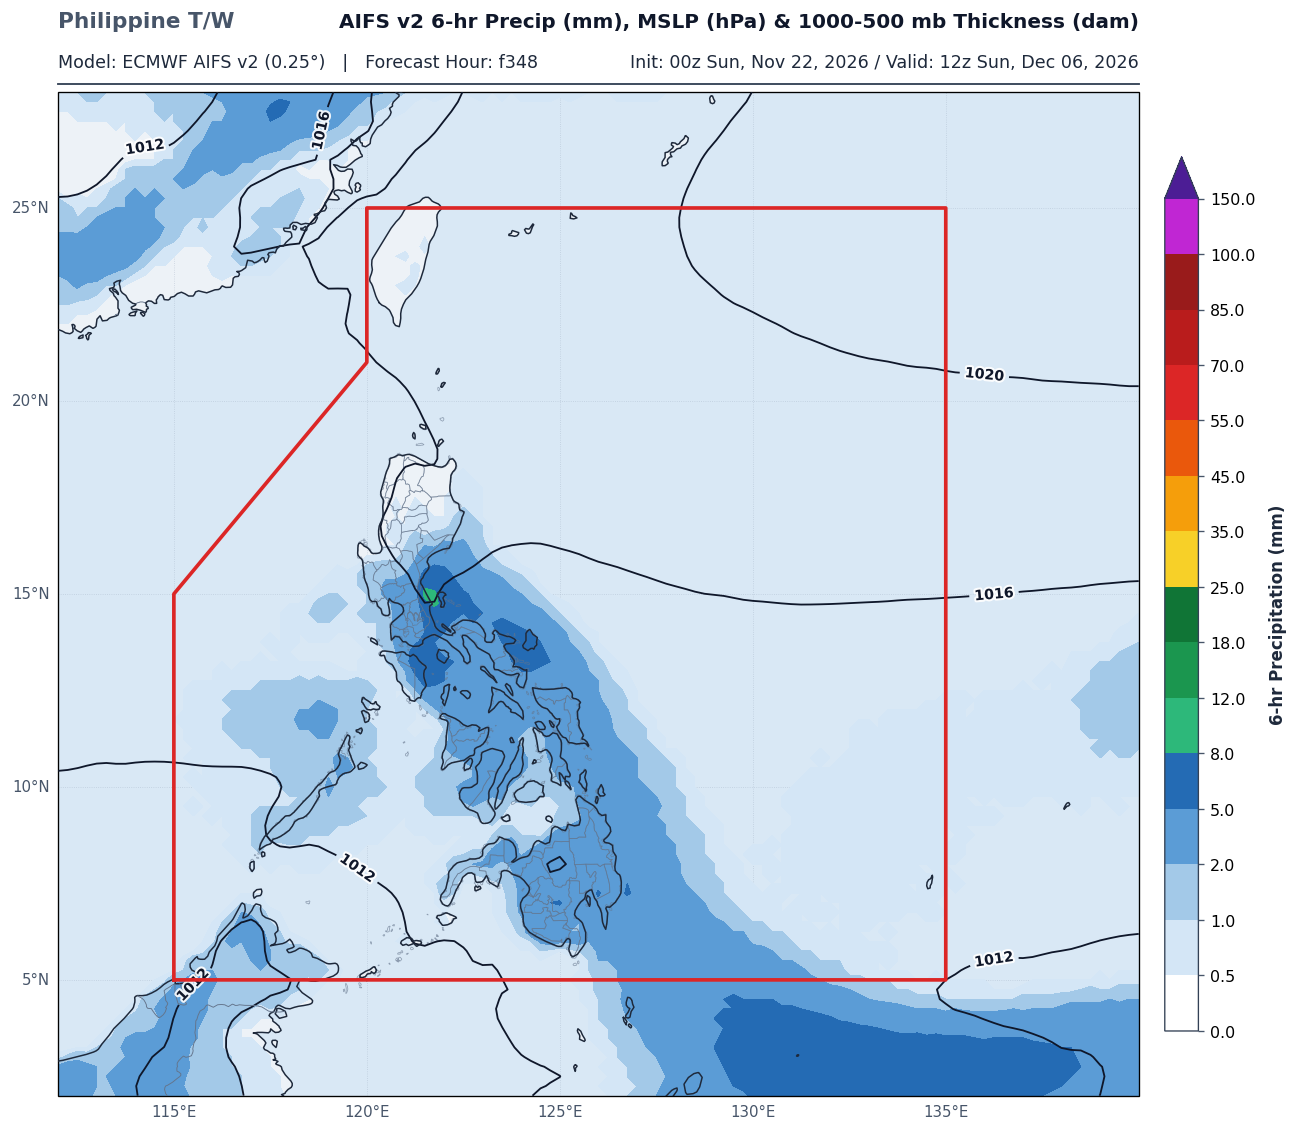 Philippine T/W
AIFS v2 6-hr Precip (mm), MSLP (hPa) & 1000-500 mb Thickness (dam)
Model: ECMWF AIFS v2 (0.25°) | Forecast Hour: f348
Init: 00z Sun, Nov 22, 2026 / Valid: 12z Sun, Dec 06, 2026
1012
1016
1020
1016
1012
1012
1012
25°N
20°N
15°N
10°N
5°N
115°E
120°E
125°E
130°E
135°E
150.0
100.0
85.0
70.0
55.0
45.0
35.0
25.0
18.0
12.0
8.0
5.0
2.0
1.0
0.5
0.0
6-hr Precipitation (mm)